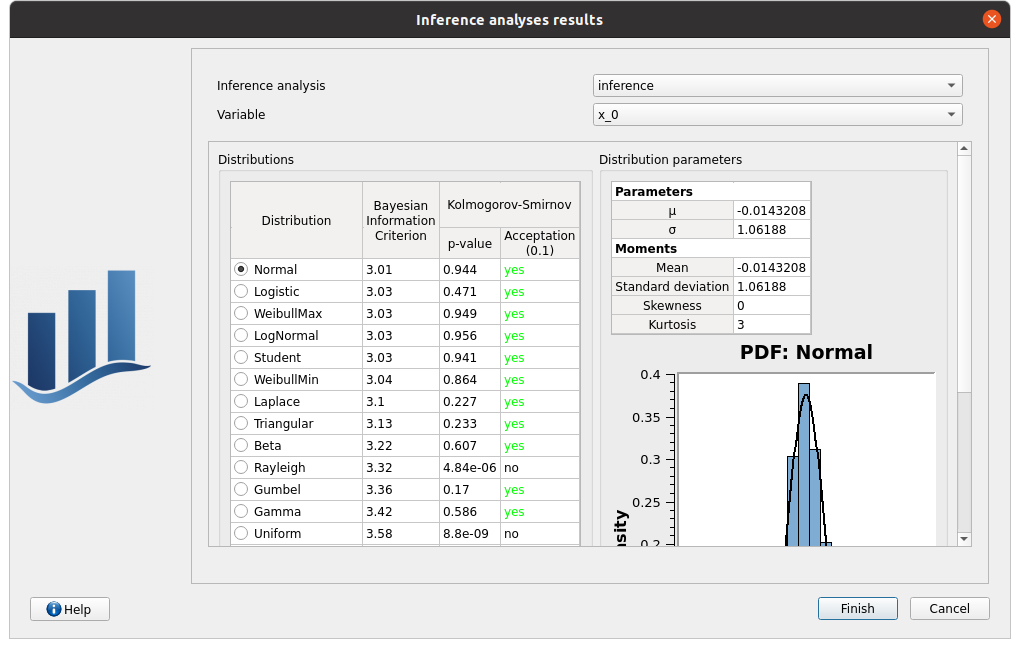 Inference analyses results
Inference analysis inference
Variable x_0
Distributions
Distribution Bayesian Information Criterion Kolmogorov-Smirnov
p-value Acceptation (0.1)
Normal 3.01 0.944 yes
Logistic 3.03 0.471 yes
WeibullMax 3.03 0.949 yes
LogNormal 3.03 0.956 yes
Student 3.03 0.941 yes
WeibullMin 3.04 0.864 yes
Laplace 3.1 0.227 yes
Triangular 3.13 0.233 yes
Beta 3.22 0.607 yes
Rayleigh 3.32 4.84e-06 no
Gumbel 3.36 0.17 yes
Gamma 3.42 0.586 yes
Uniform 3.58 8.8e-09 no
Distribution parameters
Parameters
μ -0.0143208
σ 1.06188
Moments
Mean -0.0143208
Standard deviation 1.06188
Skewness 0
Kurtosis 3
PDF: Normal
0.4
0.35
0.3
0.25
0.2
sity
Help
Finish
Cancel